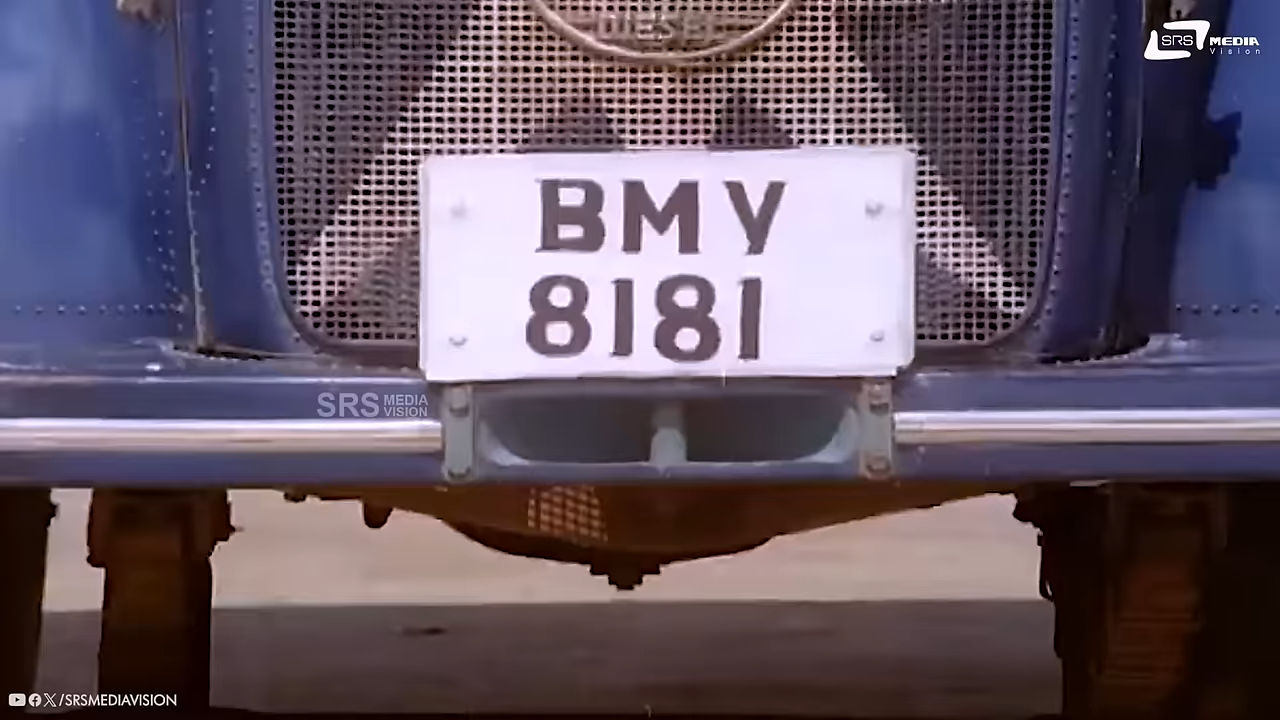 DIESEL
SRS MEDIA
Vision
BMY
8181
SRS MEDIA
VISION
/SRSMEDIAVISION